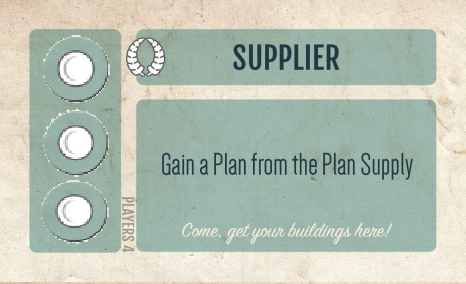 SUPPLIER
Gain a Plan from the Plan Supply
Come, get your buildings here!
PLAYERS 4